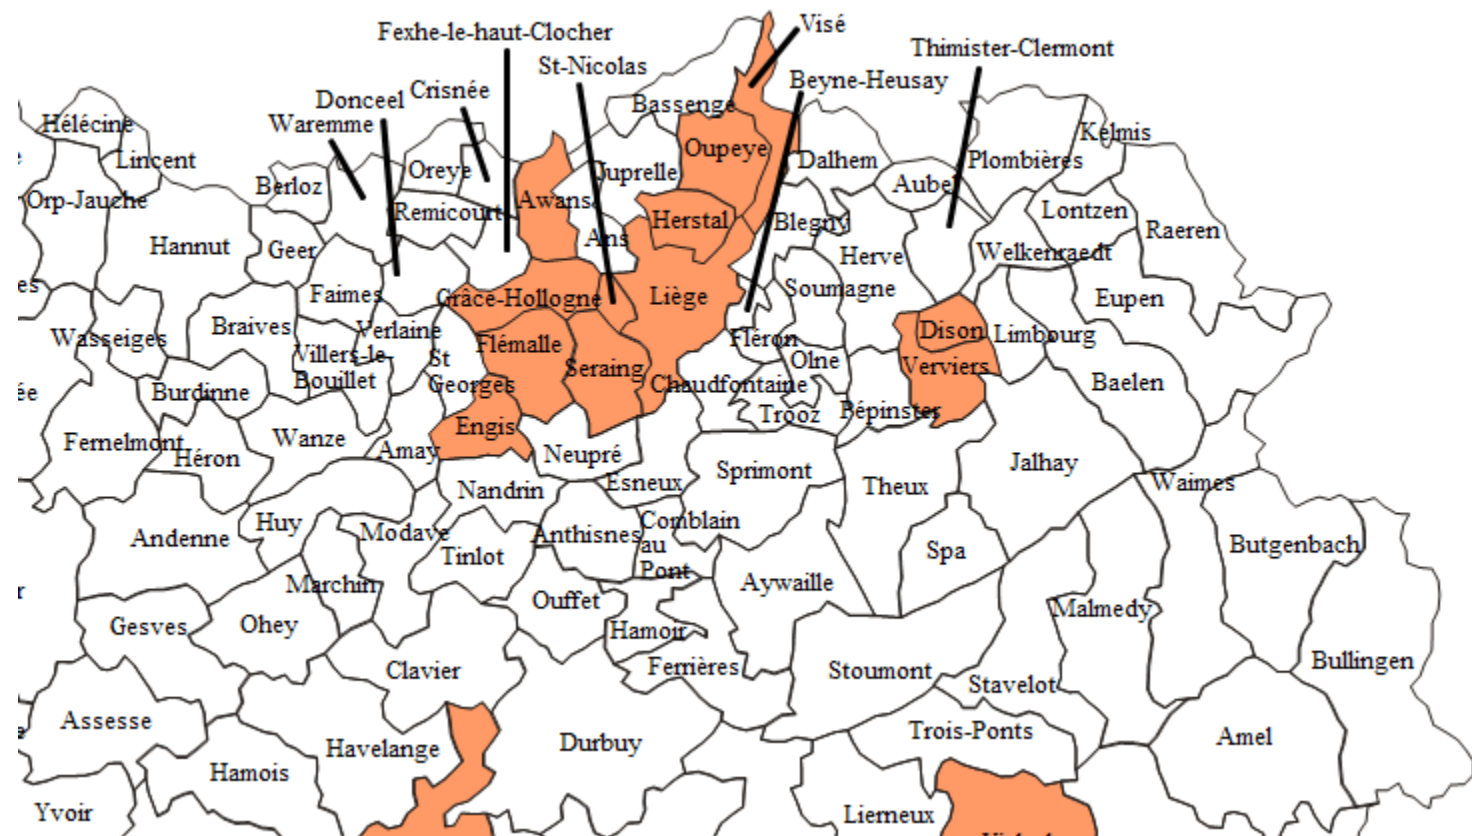 Visé
Fexhe-le-haut-Clocher
Thimister-Clermont
St-Nicolas
Beyne-Heusay
Crisnée
Donceel
Bassenge
Waremme
Hélécine
Kelmis
Oupeye
Lincent
Dalhem
Plombières
Oreye
Juprelle
Berloz
Aubel
Orp-Jauche
Awans
Remicourt
Lontzen
Herstal
Blegny
Raeren
Ans
Hannut
Geer
Herve
Welkenraedt
es
Faimes
Grâce-Hollogne
Liège
Soumagne
Eupen
Braives
Verlaine
Dison
Limbourg
Wasseiges
Fléron
Flémalle
Villers-le-
Bouillet
St
Georges
Olne
Seraing
Verviers
Chaudfontaine
Baelen
ée
Burdinne
Trooz
Pépinster
Engis
Wanze
Fernelmont
Amay
Neupré
Héron
Jalhay
Sprimont
Esneux
Waimes
Theux
Nandrin
Huy
Comblain
au
Pont
Modave
Anthisnes
Andenne
Butgenbach
Spa
Tinlot
Marchin
Aywaille
r
Ouffet
Malmedy
Gesves
Ohey
Hamoir
Bullingen
Ferrières
Clavier
Stoumont
Stavelot
Assesse
Trois-Ponts
Amel
Durbuy
Havelange
Hamois
Yvoir
Lierneux